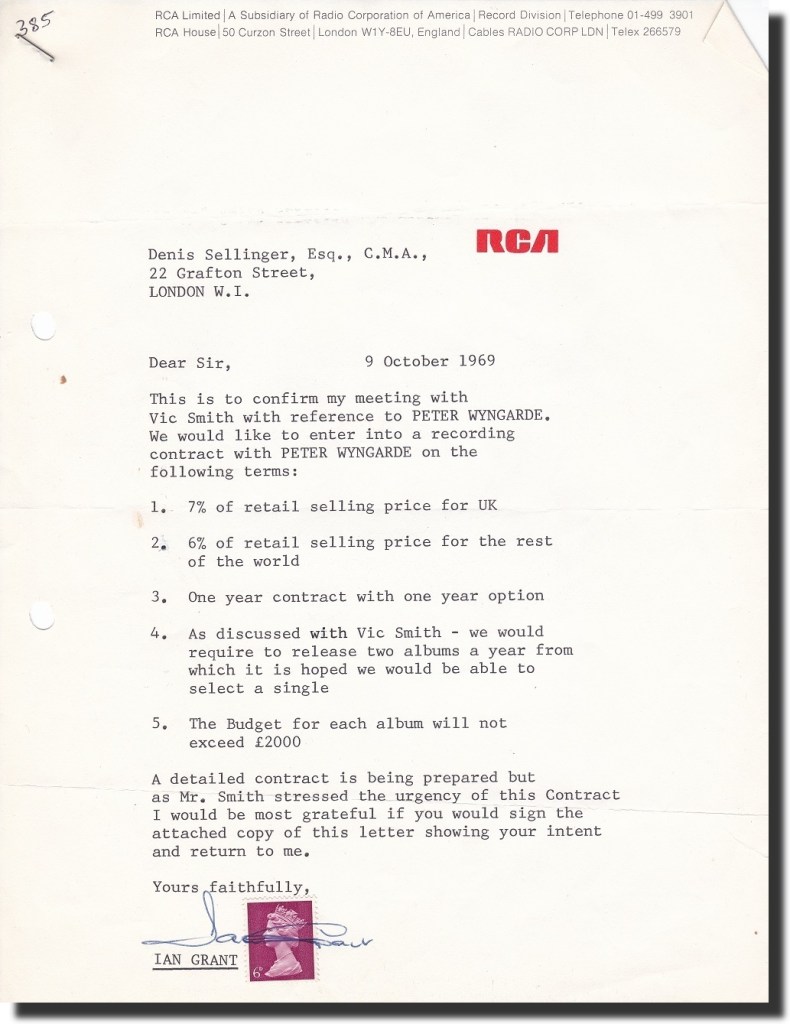 385
RCA Limited | A Subsidiary of Radio Corporation of America | Record Division | Telephone 01-499 3901
RCA House | 50 Curzon Street | London W1Y-8EU, England | Cables RADIO CORP LDN | Telex 266579
RCA
Denis Sellinger, Esq., C.M.A.,
22 Grafton Street,
LONDON W.I.
Dear Sir, 9 October 1969
This is to confirm my meeting with
Vic Smith with reference to PETER WYNGARDE.
We would like to enter into a recording
contract with PETER WYNGARDE on the
following terms:
1. 7% of retail selling price for UK
2. 6% of retail selling price for the rest
of the world
3. One year contract with one year option
4. As discussed with Vic Smith - we would
require to release two albums a year from
which it is hoped we would be able to
select a single
5. The Budget for each album will not
exceed £2000
A detailed contract is being prepared but
as Mr. Smith stressed the urgency of this Contract
I would be most grateful if you would sign the
attached copy of this letter showing your intent
and return to me.
Yours faithfully,
IAN GRANT
6D